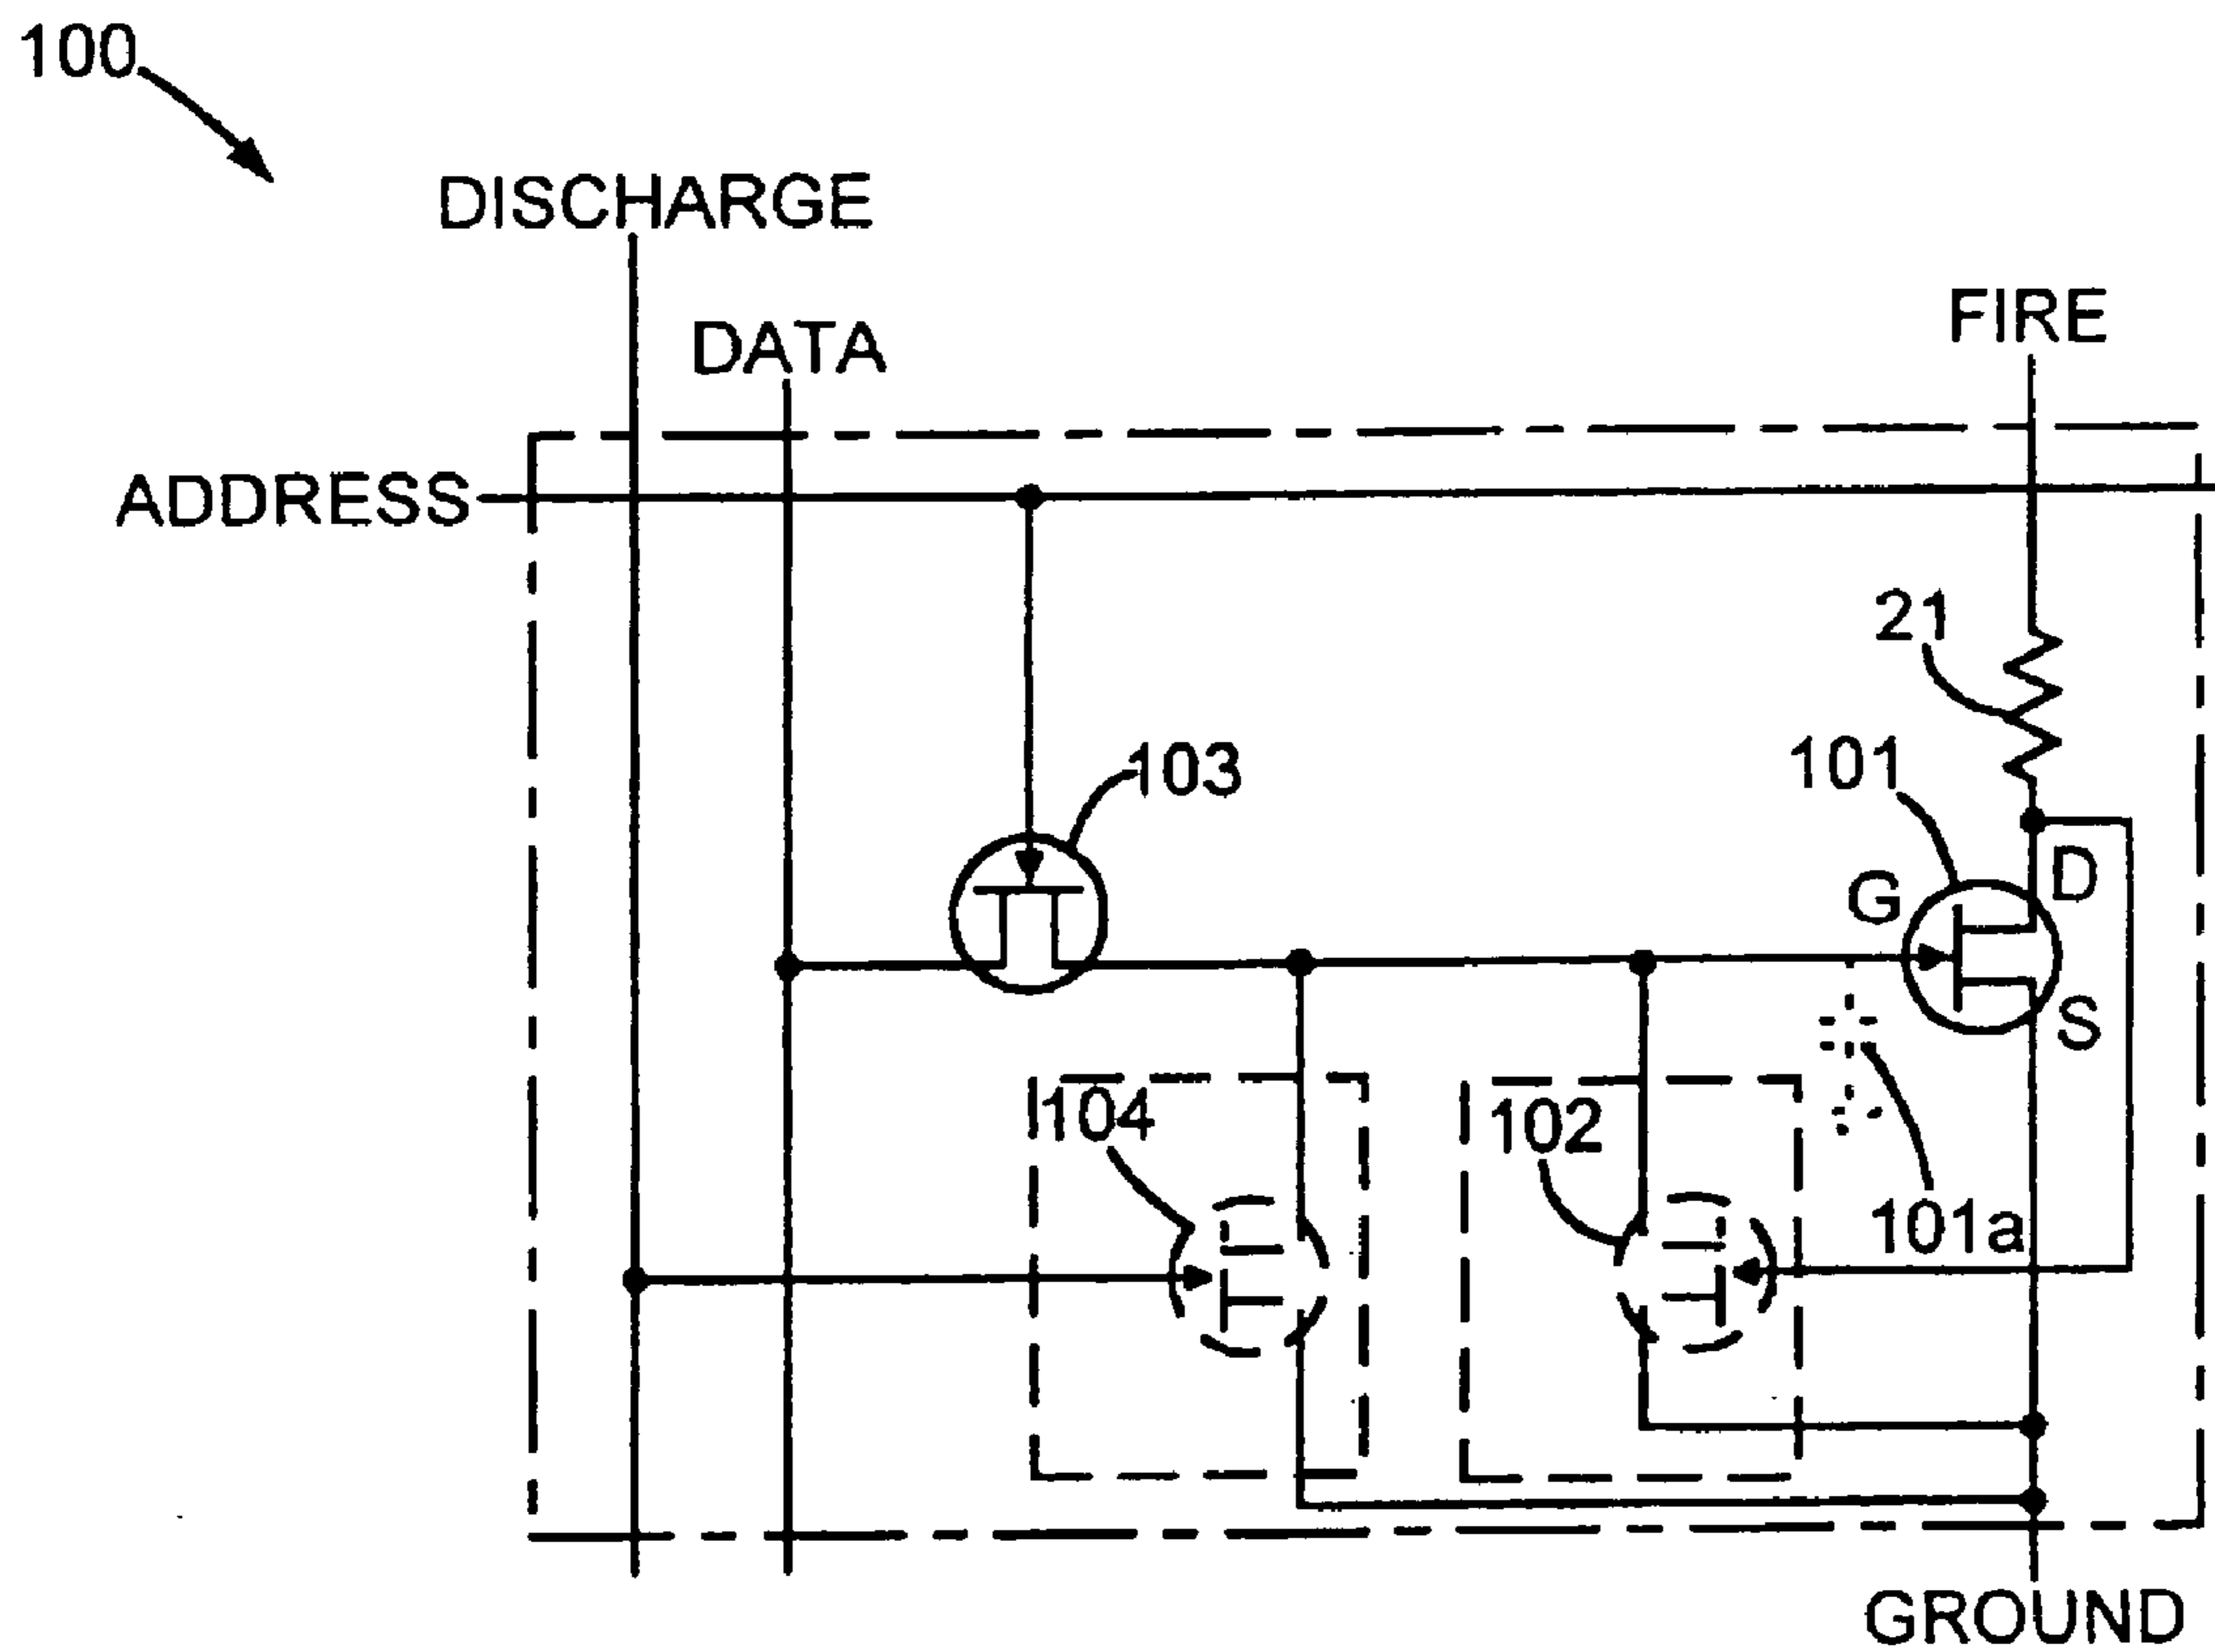 100
DISCHARGE
DATA
FIRE
ADDRESS
21
103
101
G
D
S
104
102
101a
GROUND